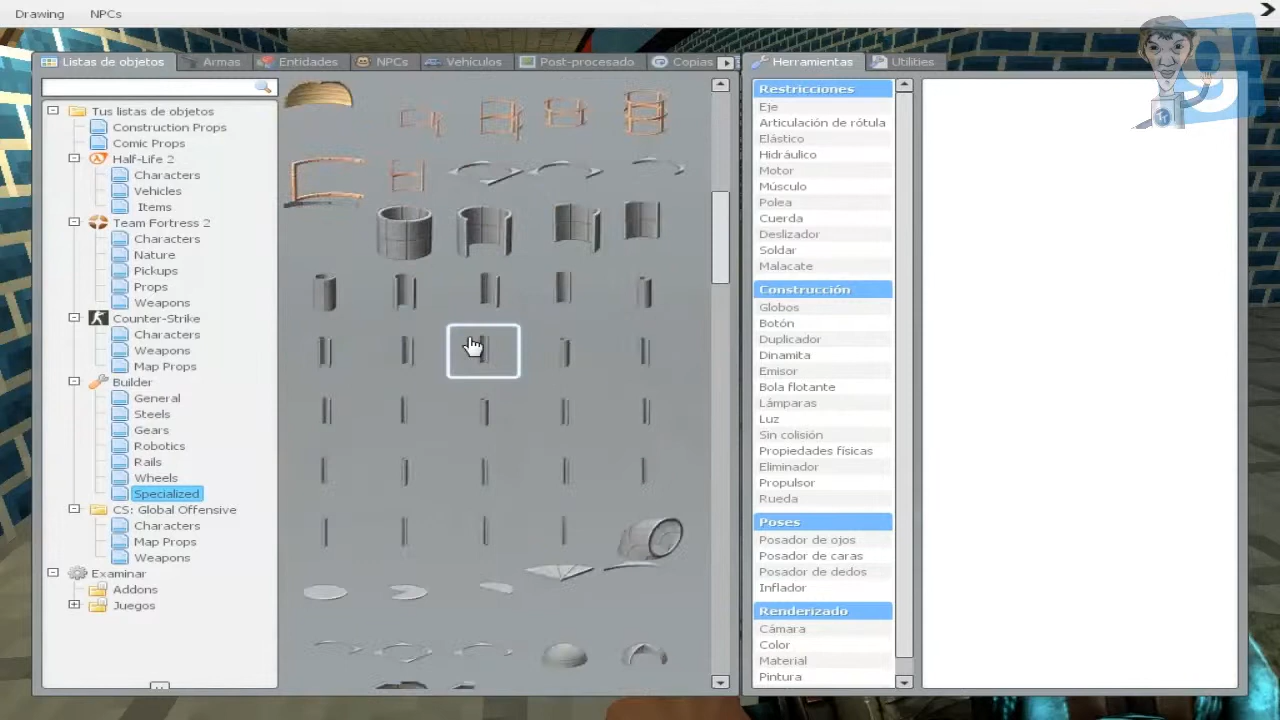 Drawing NPCs
Listas de objetos Armas Entidades NPCs Vehículos Post-procesado Copias
Herramientas Utilities
Tus listas de objetos
Construction Props
Comic Props
Half-Life 2
Characters
Vehicles
Items
Team Fortress 2
Characters
Nature
Pickups
Props
Weapons
Counter-Strike
Characters
Weapons
Map Props
Builder
General
Steels
Gears
Robotics
Rails
Wheels
Specialized
CS: Global Offensive
Characters
Map Props
Weapons
Examinar
Addons
Juegos
Restricciones
Eje
Articulación de rótula
Elástico
Hidráulico
Motor
Músculo
Polea
Cuerda
Deslizador
Soldar
Malacate
Construcción
Globos
Botón
Duplicador
Dinamita
Emisor
Bola flotante
Lámparas
Luz
Sin colisión
Propiedades físicas
Eliminador
Propulsor
Rueda
Poses
Posador de ojos
Posador de caras
Posador de dedos
Inflador
Renderizado
Cámara
Color
Material
Pintura
g